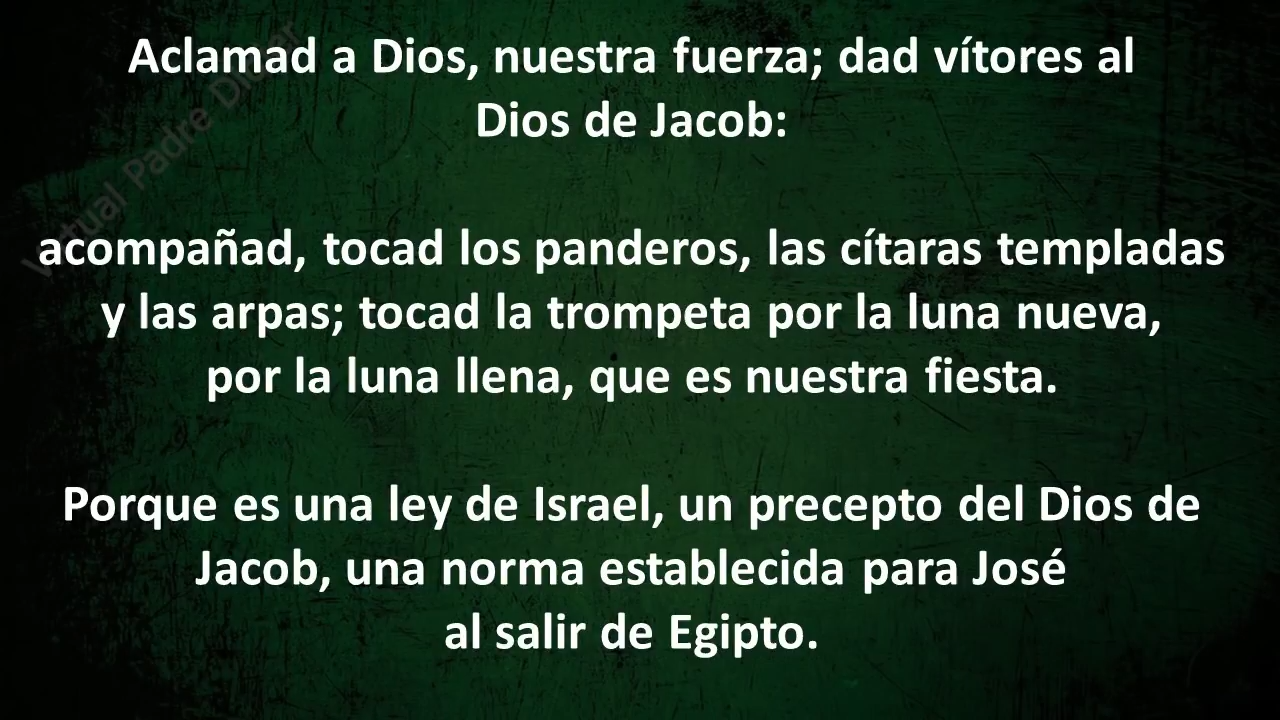 Aclamad a Dios, nuestra fuerza; dad vítores al
Dios de Jacob:
acompañad, tocad los panderos, las cítaras templadas
y las arpas; tocad la trompeta por la luna nueva,
por la luna llena, que es nuestra fiesta.
Porque es una ley de Israel, un precepto del Dios de
Jacob, una norma establecida para José
al salir de Egipto.
Virtual Padre